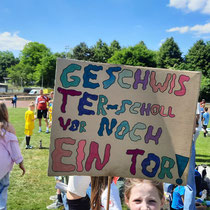 GESCHWIS
TER-SCHOLL
VOR NOCH
EIN TOR!